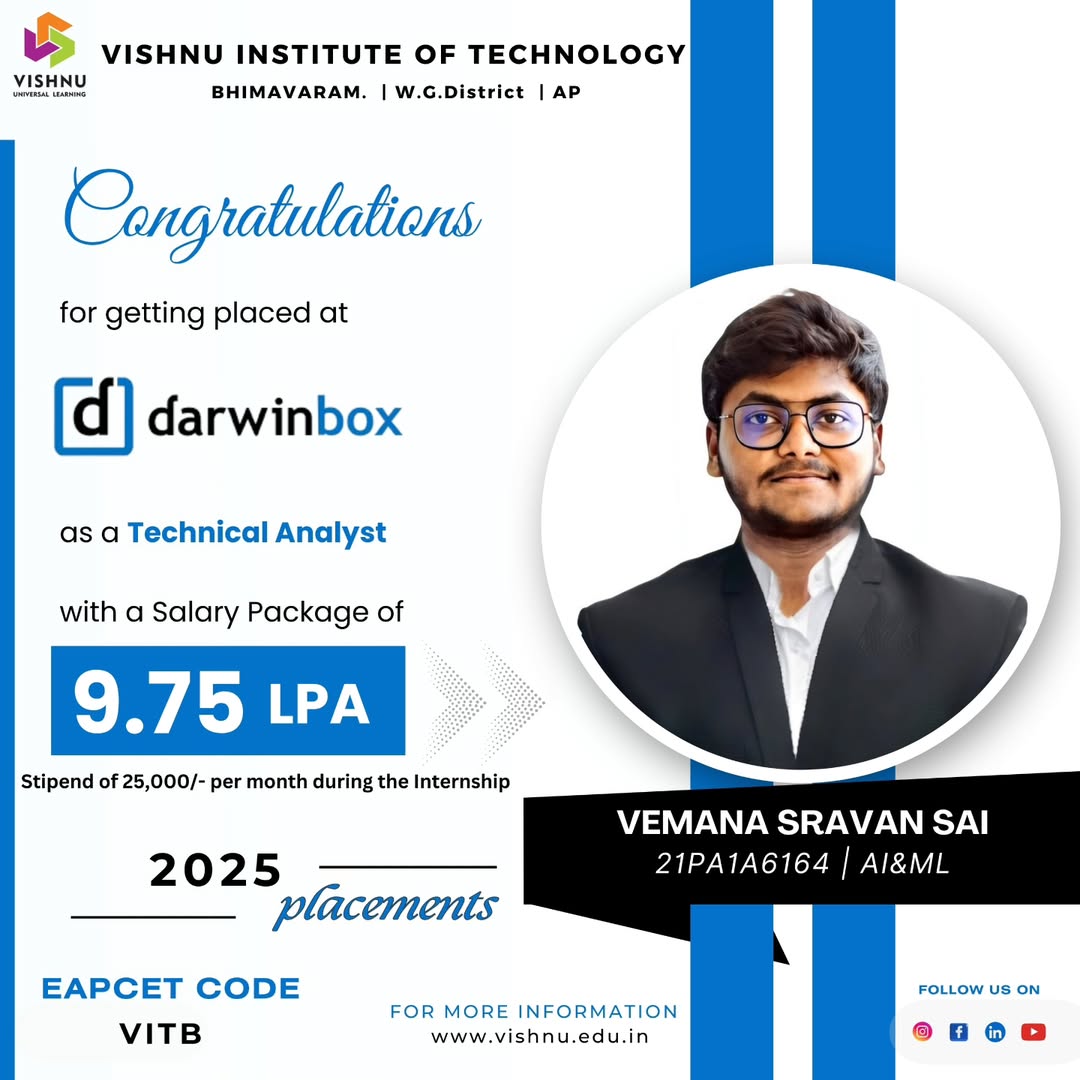 VISHNU
UNIVERSAL LEARNING
VISHNU INSTITUTE OF TECHNOLOGY
BHIMAVARAM. | W.G.District | AP
Congratulations
for getting placed at
d darwinbox
as a Technical Analyst
with a Salary Package of
9.75 LPA
Stipend of 25,000/- per month during the Internship
VEMANA SRAVAN SAI
21PA1A6164 | AI&ML
2025
placements
EAPCET CODE
VITB
FOR MORE INFORMATION
www.vishnu.edu.in
FOLLOW US ON